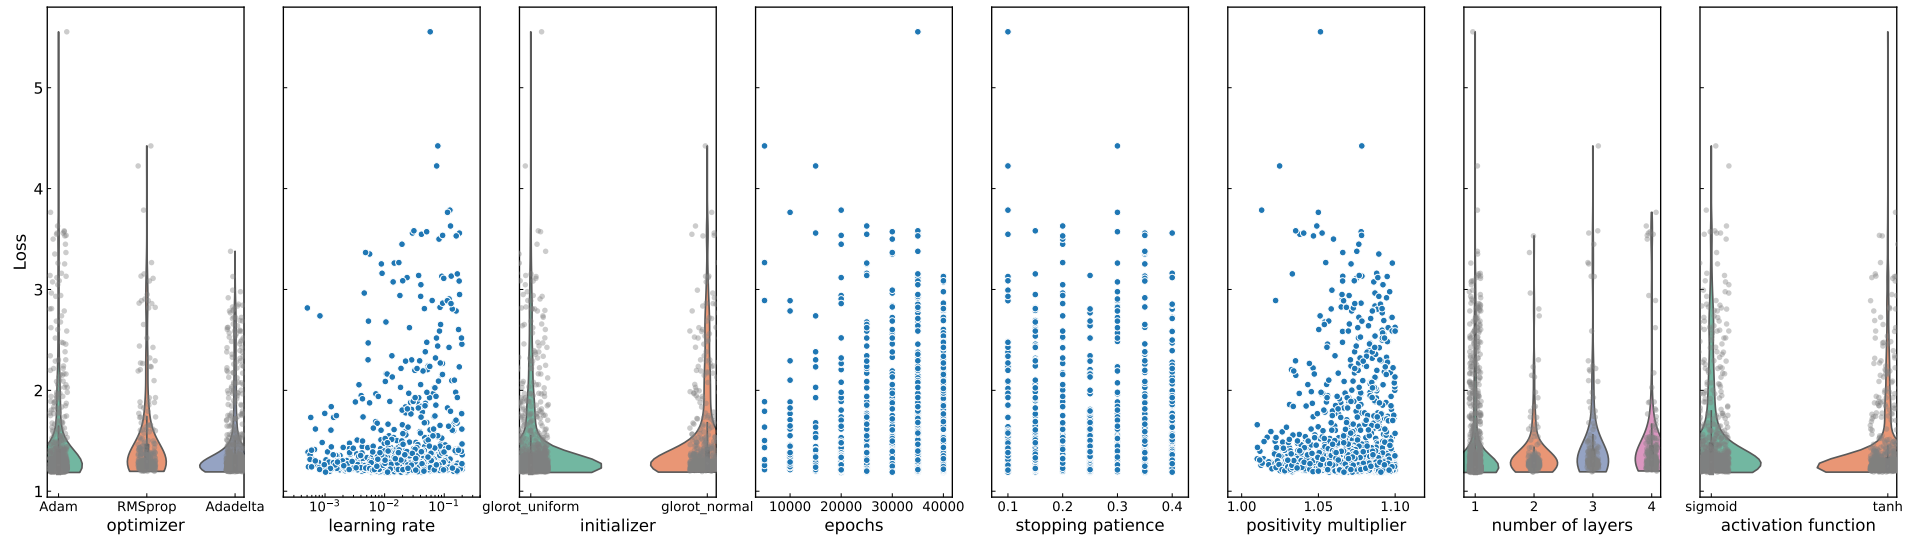 Loss
5
4
3
2
1
Adam RMSprop Adadelta
optimizer
10⁻³ 10⁻² 10⁻¹
learning rate
glorot_uniform glorot_normal
initializer
10000 20000 30000 40000
epochs
0.1 0.2 0.3 0.4
stopping patience
1.00 1.05 1.10
positivity multiplier
1 2 3 4
number of layers
sigmoid tanh
activation function